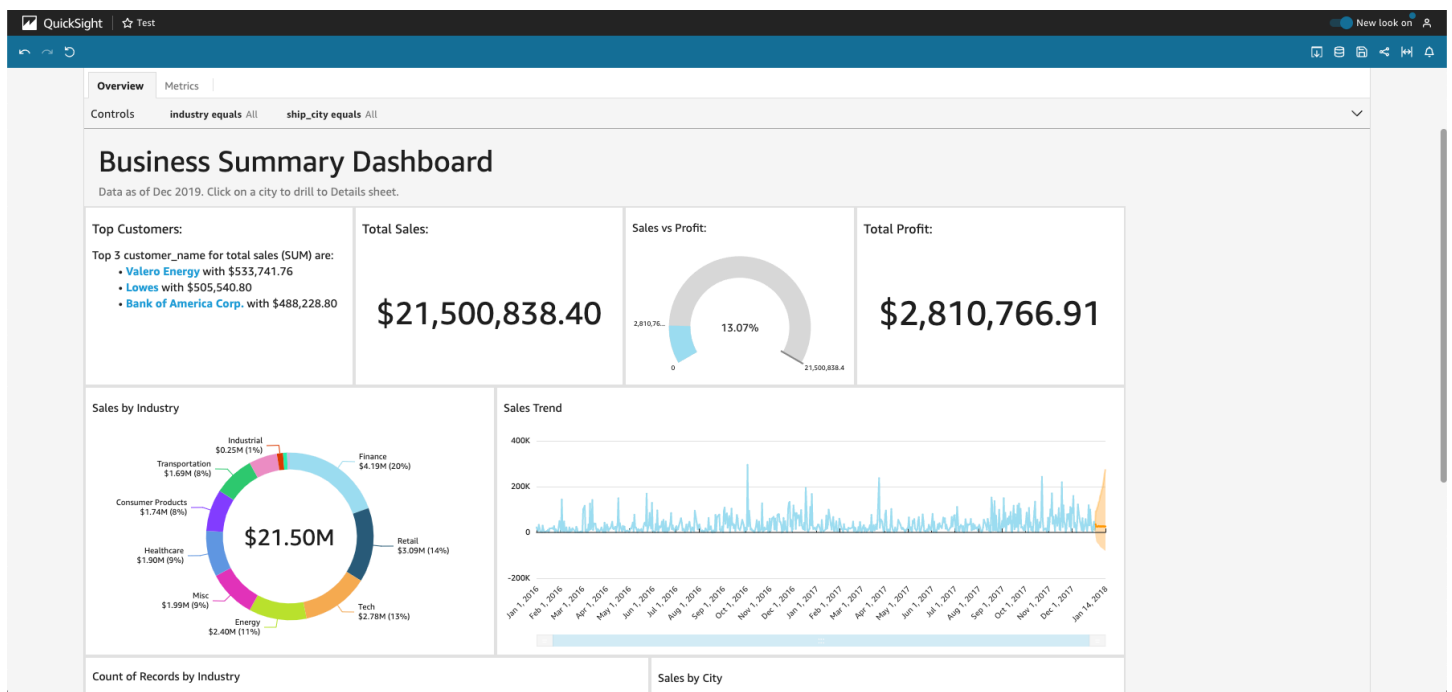 QuickSight
Test
New look on
Overview
Metrics
Controls
industry equals All
ship_city equals All
Business Summary Dashboard
Data as of Dec 2019. Click on a city to drill to Details sheet.
Top Customers:
Top 3 customer_name for total sales (SUM) are:
• Valero Energy with $533,741.76
• Lowes with $505,540.80
• Bank of America Corp. with $488,228.80
Total Sales:
$21,500,838.40
Sales vs Profit:
2,810,76...
13.07%
0
21,500,838.4
Total Profit:
$2,810,766.91
Sales by Industry
Industrial
$0.25M (1%)
Transportation
$1.69M (8%)
Consumer Products
$1.74M (8%)
Healthcare
$1.90M (9%)
Misc
$1.99M (9%)
Energy
$2.40M (11%)
Finance
$4.19M (20%)
Retail
$3.09M (14%)
Tech
$2.78M (13%)
$21.50M
Sales Trend
400K
200K
0
-200K
Jan 1, 2016
Feb 1, 2016
Mar 1, 2016
Apr 1, 2016
May 1, 2016
Jun 1, 2016
Jul 1, 2016
Aug 1, 2016
Sep 1, 2016
Oct 1, 2016
Nov 1, 2016
Dec 1, 2016
Jan 1, 2017
Feb 1, 2017
Mar 1, 2017
Apr 1, 2017
May 1, 2017
Jun 1, 2017
Jul 1, 2017
Aug 1, 2017
Sep 1, 2017
Oct 1, 2017
Nov 1, 2017
Dec 1, 2017
Jan 14, 2018
Count of Records by Industry
Sales by City